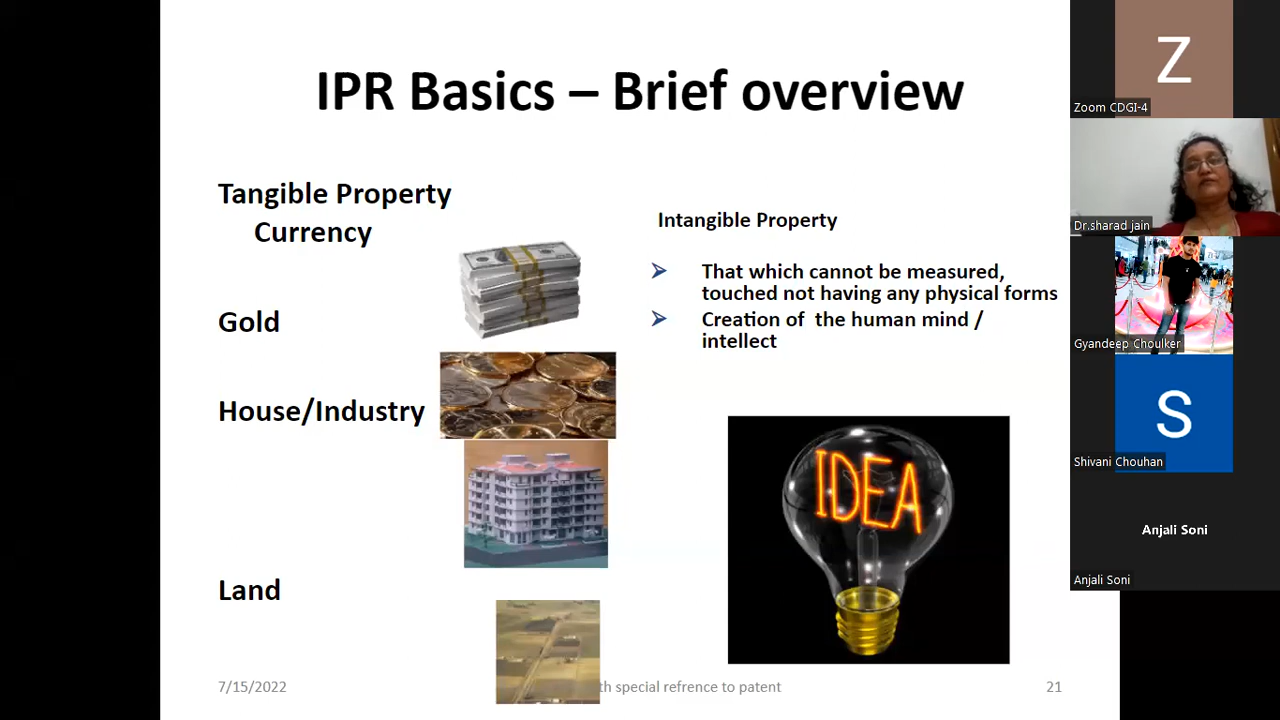 IPR Basics – Brief overview
Tangible Property
Currency
Gold
House/Industry
Land
Intangible Property
➢ That which cannot be measured,
touched not having any physical forms
➢ Creation of the human mind /
intellect
IDEA
7/15/2022
th special refrence to patent
21
Z
Zoom CDGI-4
Dr.sharad jain
Gyandeep Choulker
S
Shivani Chouhan
Anjali Soni
Anjali Soni